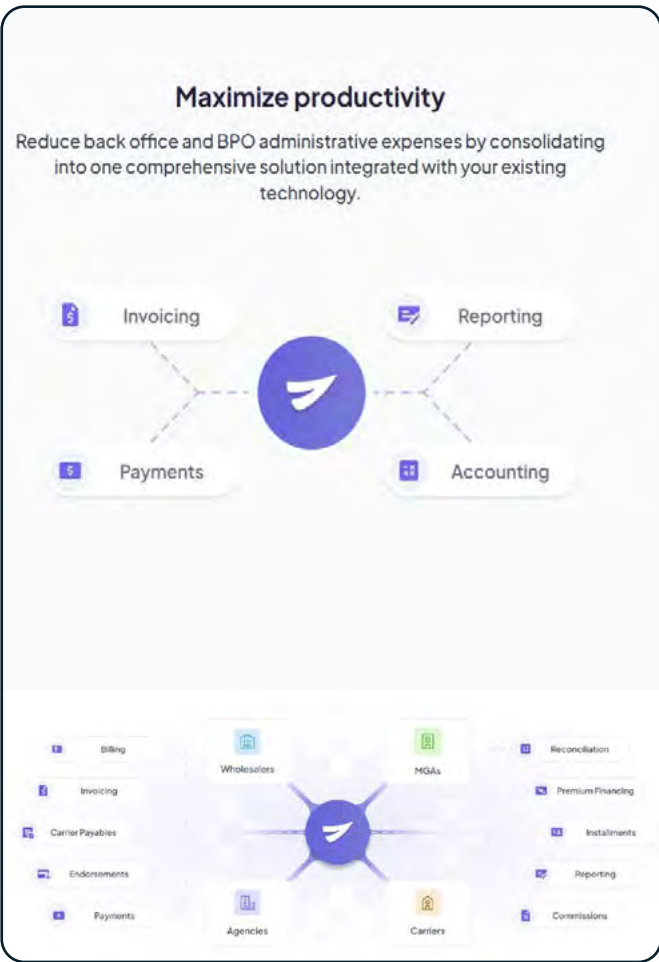 Maximize productivity
Reduce back office and BPO administrative expenses by consolidating
into one comprehensive solution integrated with your existing
technology.
Invoicing
Reporting
Payments
Accounting
Wholesalers
MGAs
Billing
Reconciliation
Invoicing
Premium Financing
Carrier Payables
Instalments
Endorsements
Reporting
Payments
Commissions
Agencies
Carriers